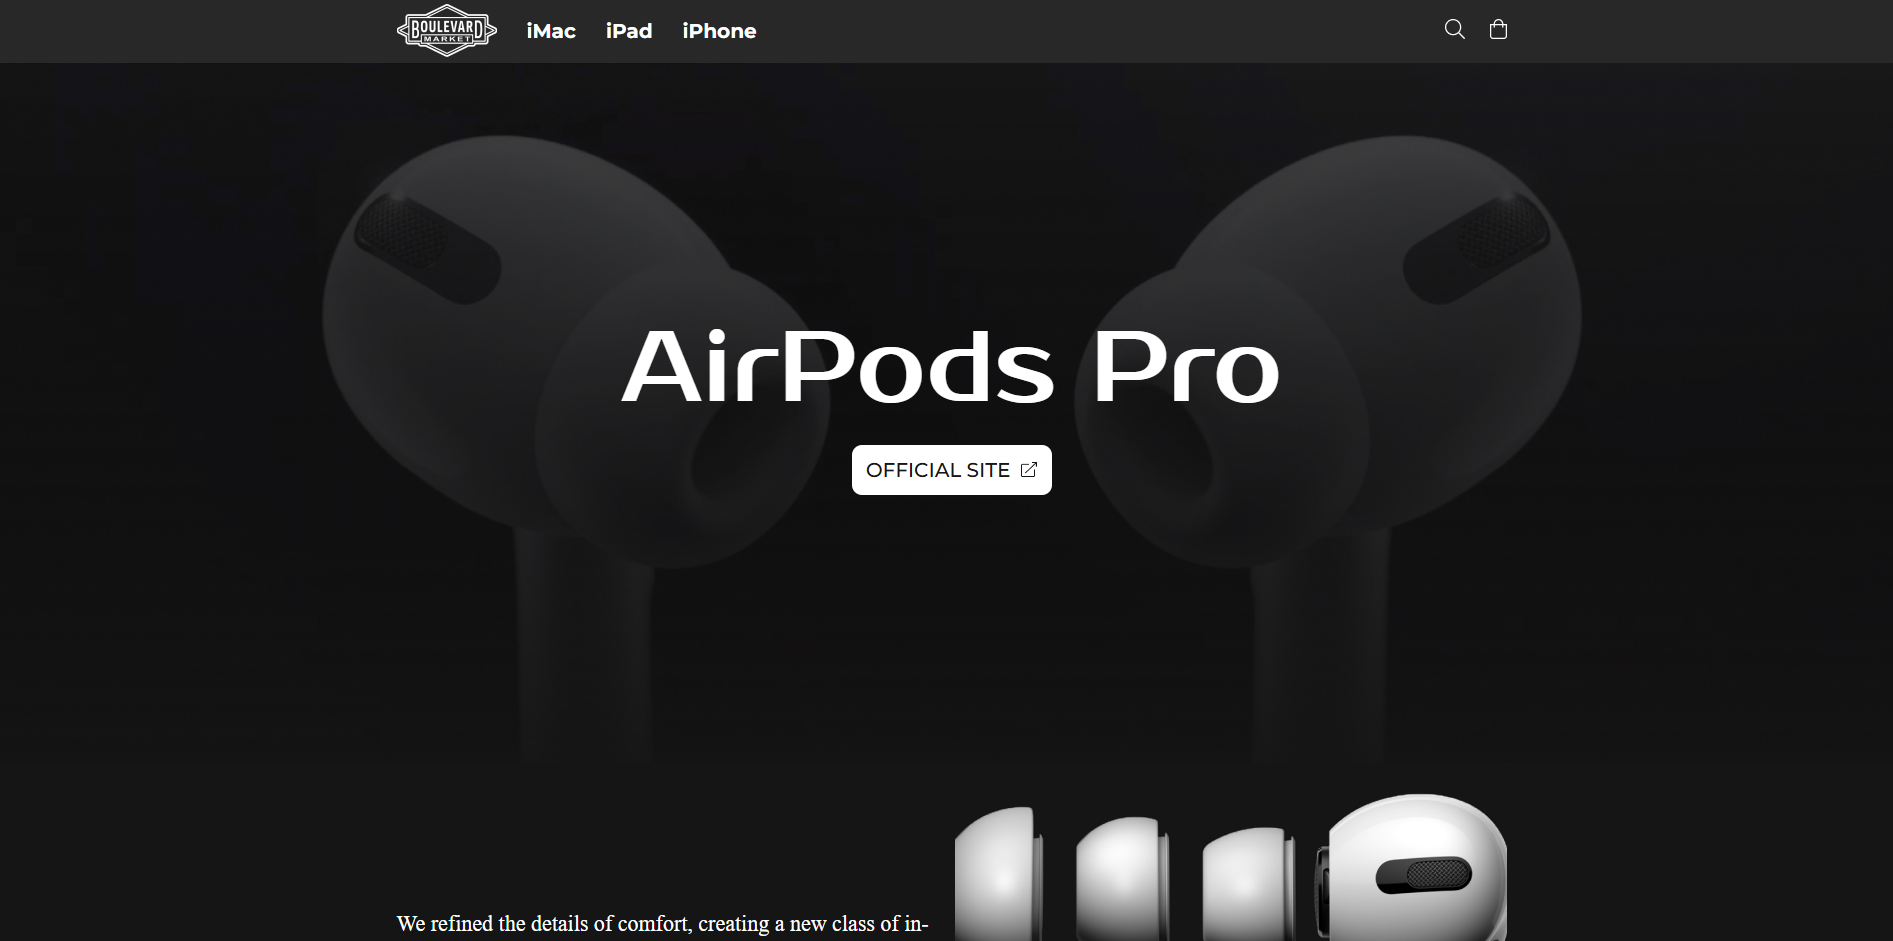 BOULEVARD
MARKET
iMac iPad iPhone
AirPods Pro
OFFICIAL SITE
We refined the details of comfort, creating a new class of in-